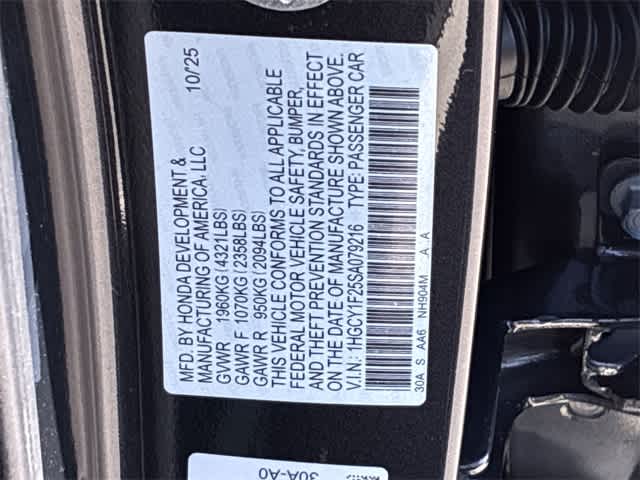 MFD. BY HONDA DEVELOPMENT & 10/'25
MANUFACTURING OF AMERICA, LLC
GVWR 1960KG (4321LBS)
GAWR F 1070KG (2358LBS)
GAWR R 950KG (2094LBS)
THIS VEHICLE CONFORMS TO ALL APPLICABLE
FEDERAL MOTOR VEHICLE SAFETY, BUMPER,
AND THEFT PREVENTION STANDARDS IN EFFECT
ON THE DATE OF MANUFACTURE SHOWN ABOVE.
V.I.N.: 1HGCY1F25SA079216 TYPE: PASSENGER CAR
30A S AA6 NH904M A A
30A-A0